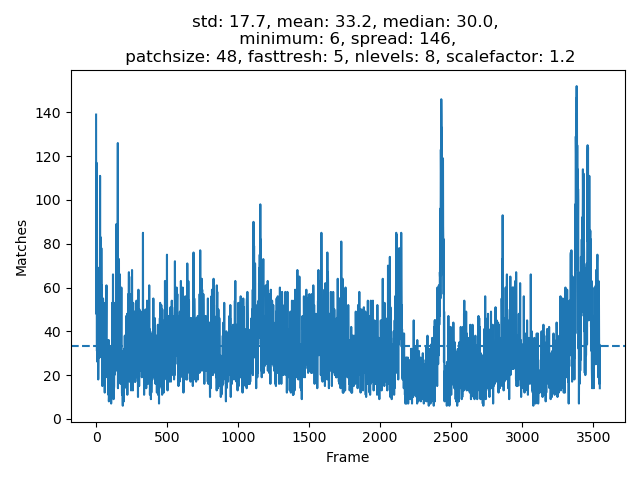 std: 17.7, mean: 33.2, median: 30.0,
minimum: 6, spread: 146,
patchsize: 48, fasttresh: 5, nlevels: 8, scalefactor: 1.2
140
120
100
80
60
40
20
0
Matches
0 500 1000 1500 2000 2500 3000 3500
Frame